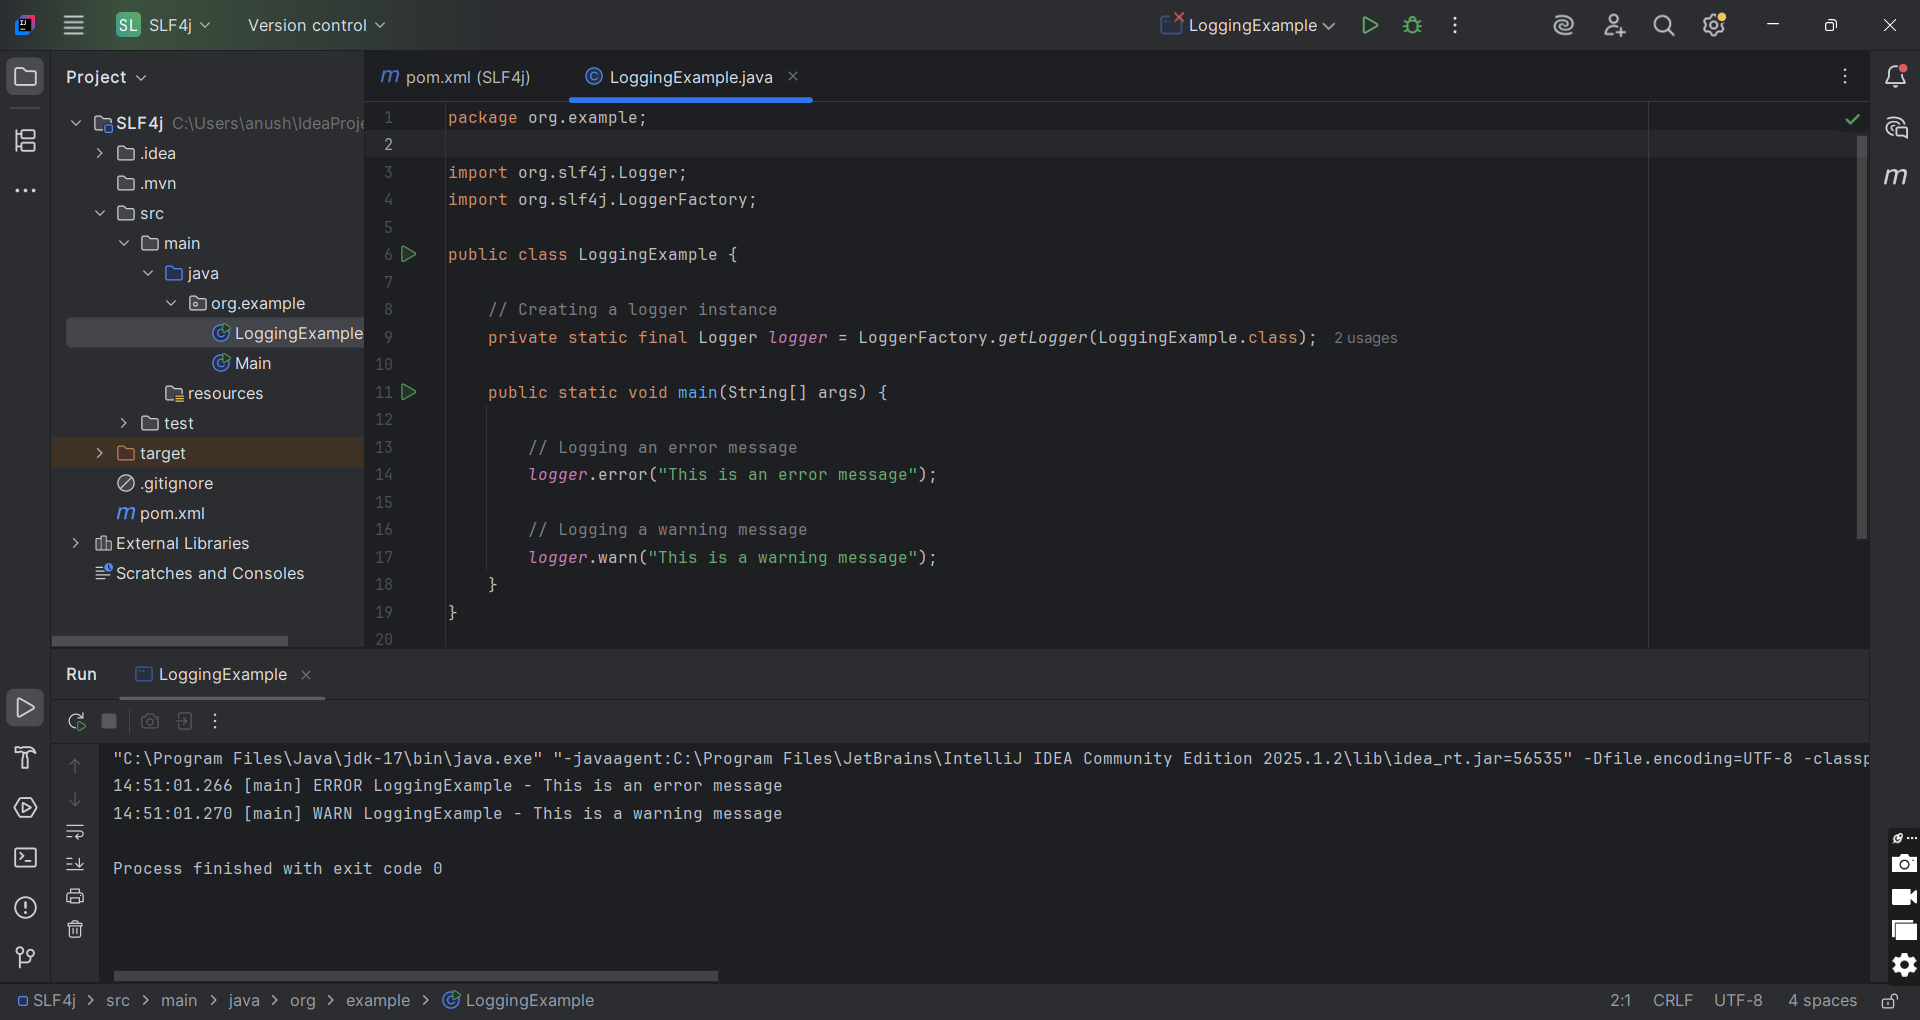 SL SLF4j Version control LoggingExample
Project
m pom.xml (SLF4j) LoggingExample.java
SLF4j C:\Users\anush\IdeaProje
.idea
.mvn
src
main
java
org.example
LoggingExample
Main
resources
test
target
.gitignore
m pom.xml
External Libraries
Scratches and Consoles
1 package org.example;
2
3 import org.slf4j.Logger;
4 import org.slf4j.LoggerFactory;
5
6 public class LoggingExample {
7
8 // Creating a logger instance
9 private static final Logger logger = LoggerFactory.getLogger(LoggingExample.class); 2 usages
10
11 public static void main(String[] args) {
12
13 // Logging an error message
14 logger.error("This is an error message");
15
16 // Logging a warning message
17 logger.warn("This is a warning message");
18 }
19 }
20
m
Run LoggingExample
"C:\Program Files\Java\jdk-17\bin\java.exe" "-javaagent:C:\Program Files\JetBrains\IntelliJ IDEA Community Edition 2025.1.2\lib\idea_rt.jar=56535" -Dfile.encoding=UTF-8 -classp
14:51:01.266 [main] ERROR LoggingExample - This is an error message
14:51:01.270 [main] WARN LoggingExample - This is a warning message
Process finished with exit code 0
SLF4j > src > main > java > org > example > LoggingExample 2:1 CRLF UTF-8 4 spaces